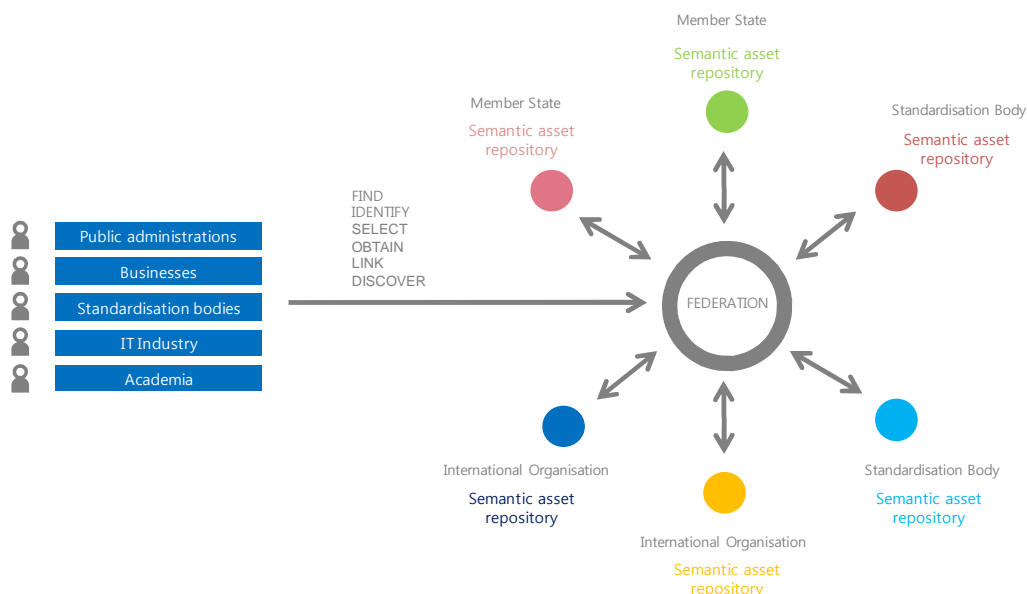 Member State
Semantic asset
repository
Member State
Semantic asset
repository
Standardisation Body
Semantic asset
repository
FIND
IDENTIFY
SELECT
OBTAIN
LINK
DISCOVER
Public administrations
Businesses
Standardisation bodies
IT Industry
Academia
FEDERATION
International Organisation
Semantic asset
repository
Standardisation Body
Semantic asset
repository
International Organisation
Semantic asset
repository